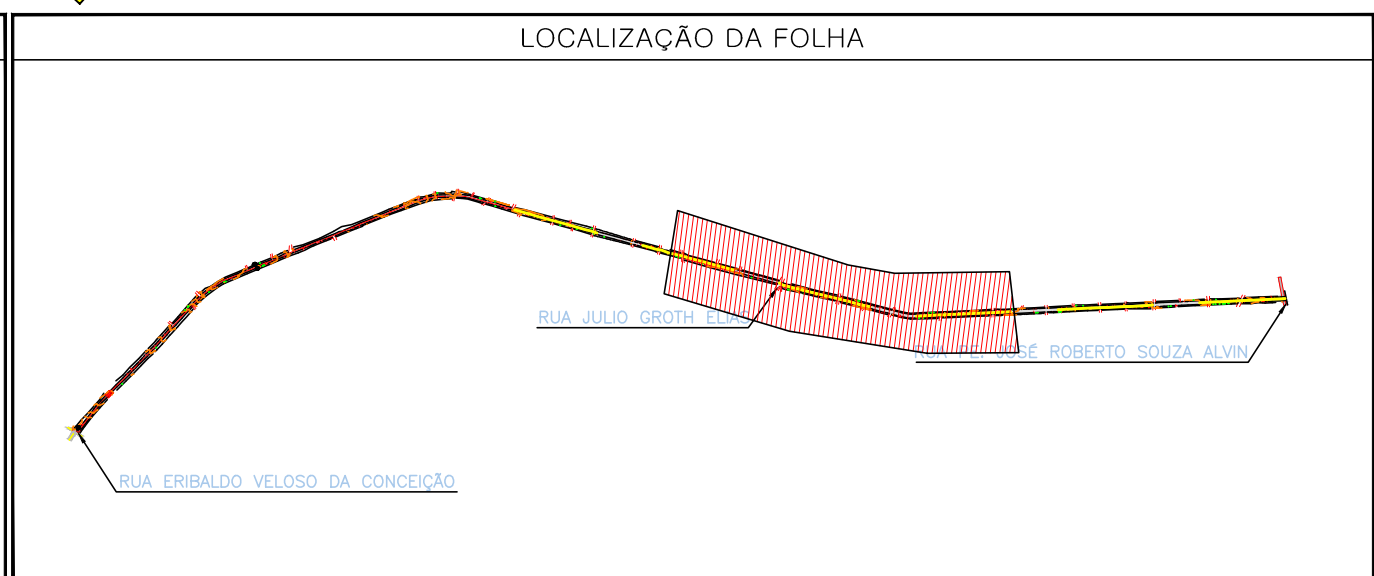 LOCALIZAÇÃO DA FOLHA
RUA JULIO GROTH ELIAS
RUA PE. JOSÉ ROBERTO SOUZA ALVIN
RUA ERIBALDO VELOSO DA CONCEIÇÃO